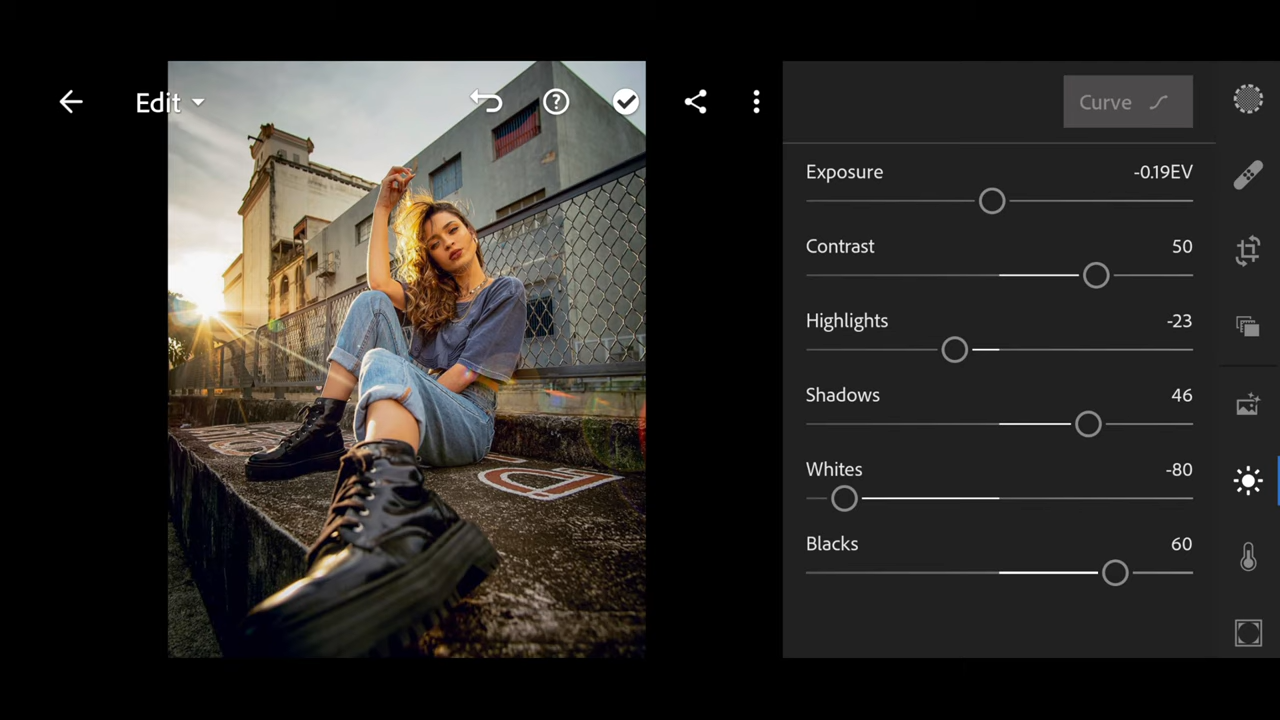 Edit
Curve
Exposure -0.19EV
Contrast 50
Highlights -23
Shadows 46
Whites -80
Blacks 60